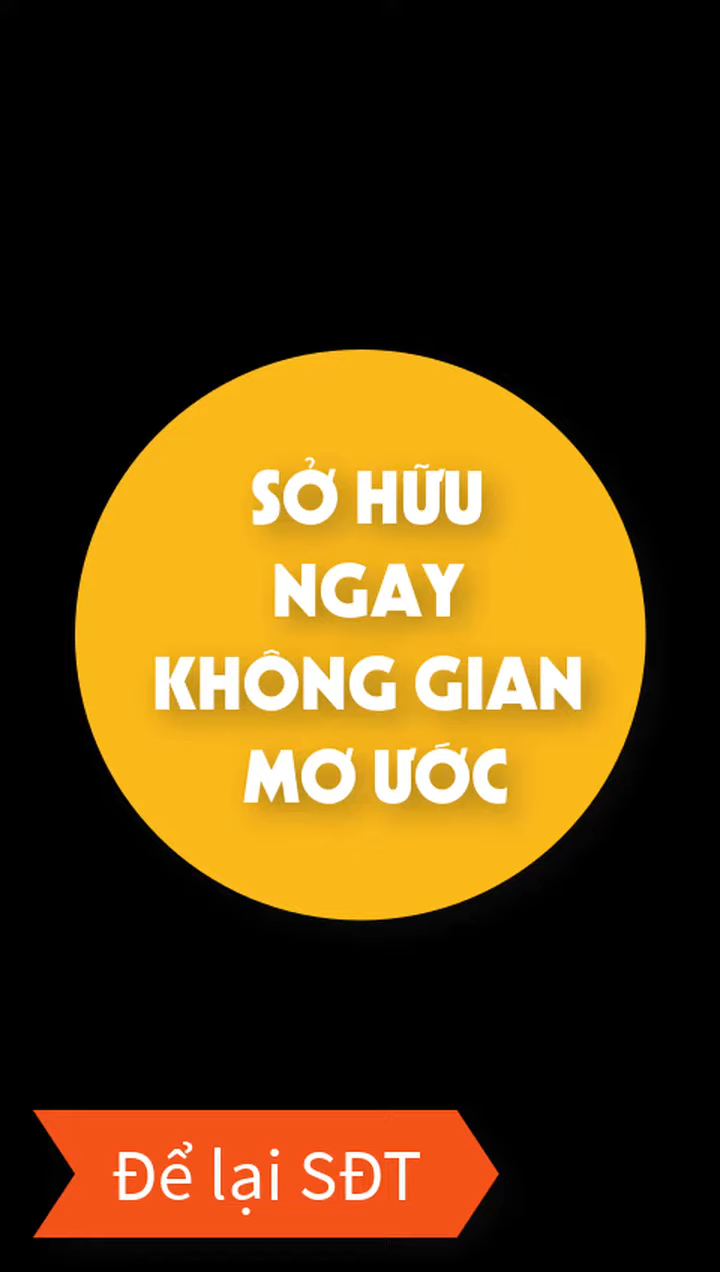 SỞ HỮU
NGAY
KHÔNG GIAN
MƠ ƯỚC
Để lại SĐT